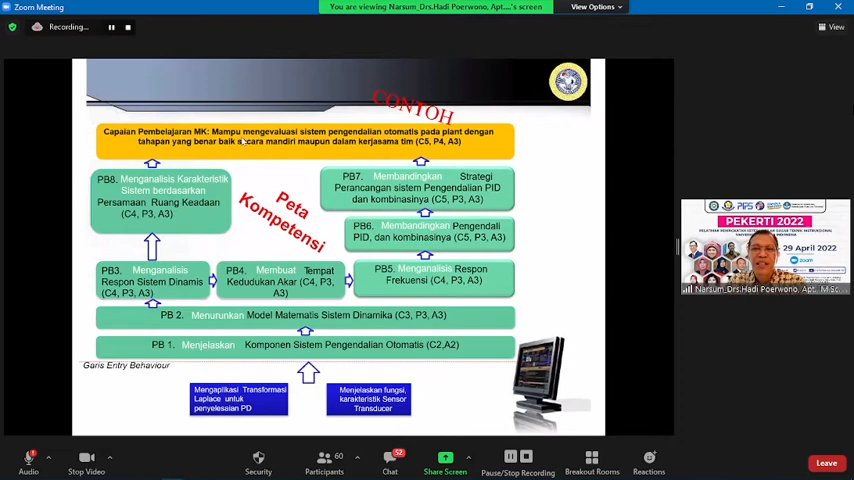 Zoom Meeting
You are viewing Narsum_Drs.Hadi Poerwono, Apt....'s screen
View Options
Recording...
View
CONTOH
Capaian Pembelajaran MK: Mampu mengevaluasi sistem pengendalian otomatis pada plant dengan
tahapan yang benar baik secara mandiri maupun dalam kerjasama tim (C5, P4, A3)
PB8. Menganalisis Karakteristik
Sistem berdasarkan
Persamaan Ruang Keadaan
(C4, P3, A3)
Peta
Kompetensi
PB7. Membandingkan Strategi
Perancangan sistem Pengendalian PID
dan kombinasinya (C5, P3, A3)
PB6. Membandingkan Pengendali
PID, dan kombinasinya (C5, P3, A3)
PB3. Menganalisis
Respon Sistem Dinamis
(C4, P3, A3)
PB4. Membuat Tempat
Kedudukan Akar (C4, P3,
A3)
PB5. Menganalisis Respon
Frekuensi (C4, P3, A3)
PB 2. Menurunkan Model Matematis Sistem Dinamika (C3, P3, A3)
PB 1. Menjelaskan Komponen Sistem Pengendalian Otomatis (C2,A2)
Garis Entry Behaviour
Mengaplikasi Transformasi
Laplace untuk
penyelesaian PD
Menjelaskan fungsi,
karakteristik Sensor
Transducer
PIPS
PEKERTI 2022
29 April 2022
zoom
Narsum_Drs.Hadi Poerwono, Apt., M.Sc.
Audio
Stop Video
Security
60
Participants
52
Chat
Share Screen
Pause/Stop Recording
Breakout Rooms
Reactions
Leave